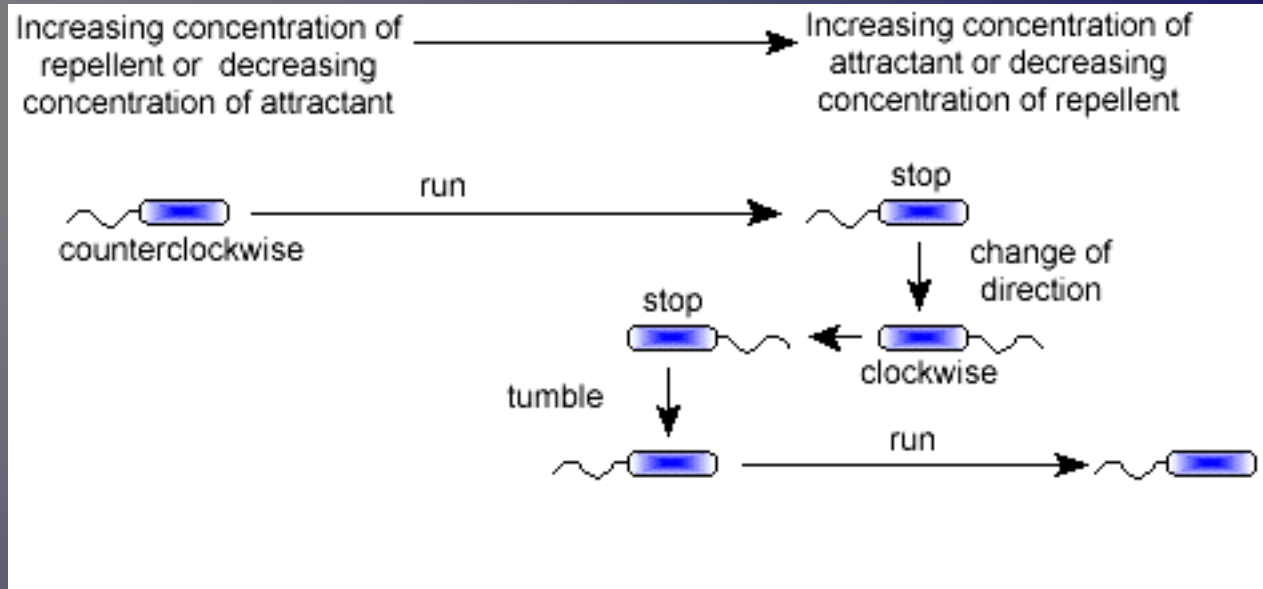 Increasing concentration of
repellent or decreasing
concentration of attractant
Increasing concentration of
attractant or decreasing
concentration of repellent
run
stop
counterclockwise
change of
direction
stop
clockwise
tumble
run